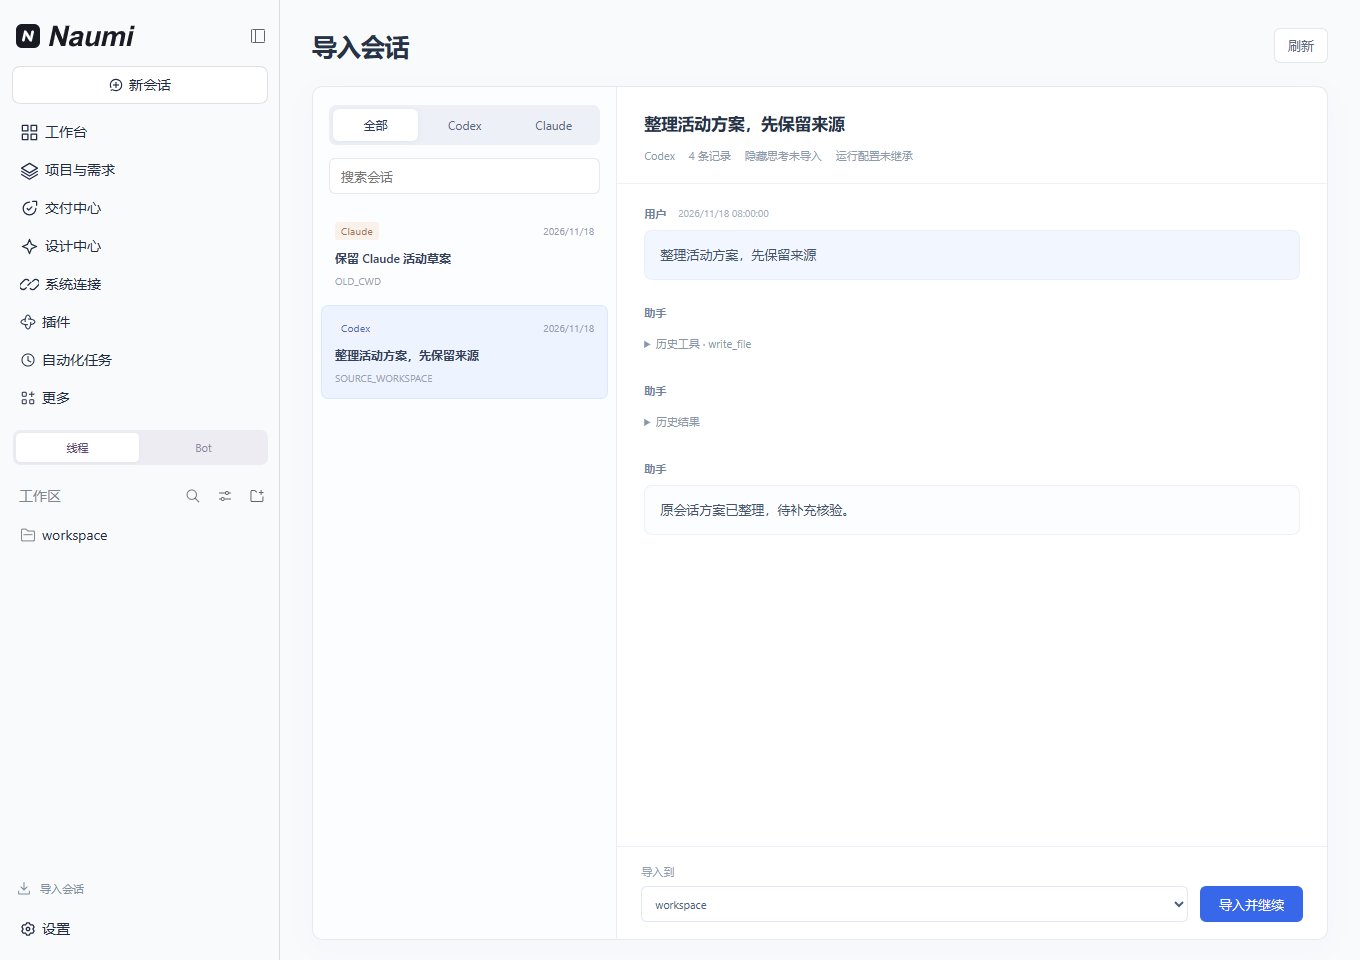 Naumi
新会话
工作台
项目与需求
交付中心
设计中心
系统连接
插件
自动化任务
更多
线程
Bot
工作区
workspace
导入会话
设置
导入会话
刷新
全部
Codex
Claude
搜索会话
Claude
2026/11/18
保留 Claude 活动草案
OLD_CWD
Codex
2026/11/18
整理活动方案，先保留来源
SOURCE_WORKSPACE
整理活动方案，先保留来源
Codex 4 条记录 隐藏思考未导入 运行配置未继承
用户 2026/11/18 08:00:00
整理活动方案，先保留来源
助手
历史工具 · write_file
助手
历史结果
助手
原会话方案已整理，待补充核验。
导入到
workspace
导入并继续